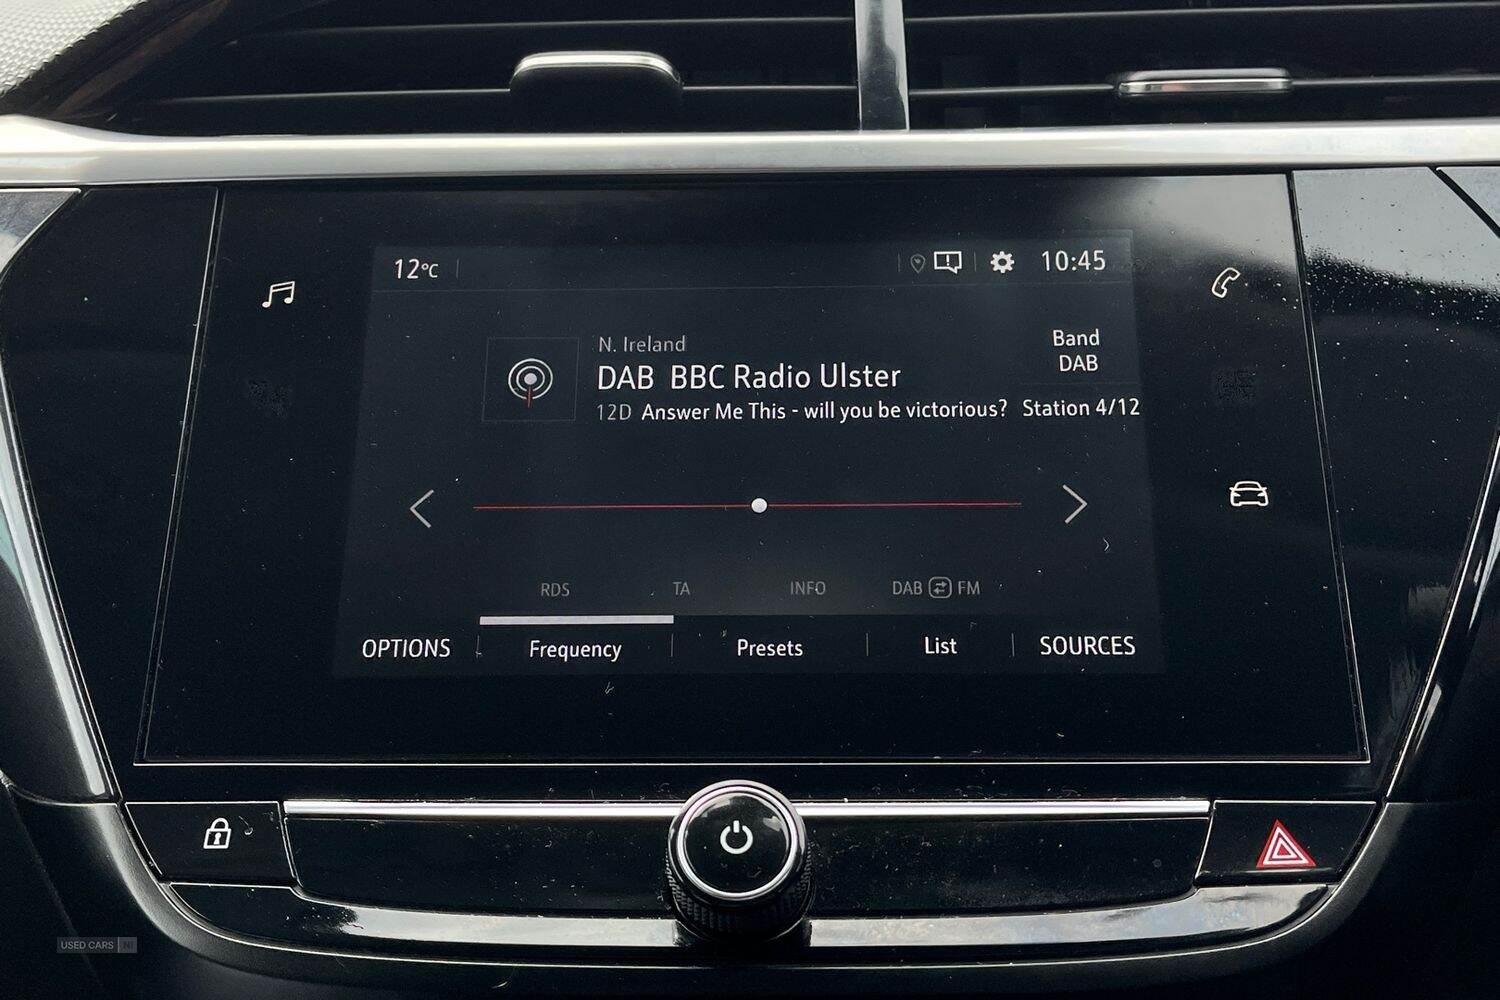 12°C
10:45
N. Ireland
DAB BBC Radio Ulster
12D Answer Me This - will you be victorious?
Band
DAB
Station 4/12
RDS TA INFO DAB FM
OPTIONS Frequency Presets List SOURCES
USED CARS NI